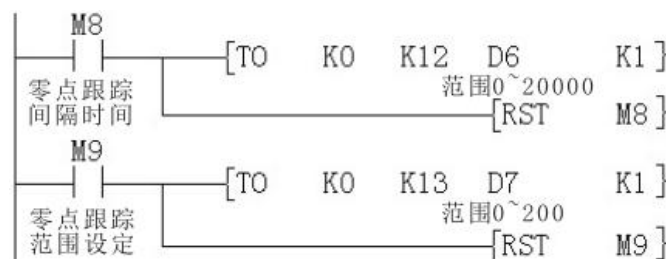 M8
[TO K0 K12 D6 K1]
零点跟踪 范围0~20000
间隔时间 [RST M8]
M9
[TO K0 K13 D7 K1]
零点跟踪 范围0~200
范围设定 [RST M9]